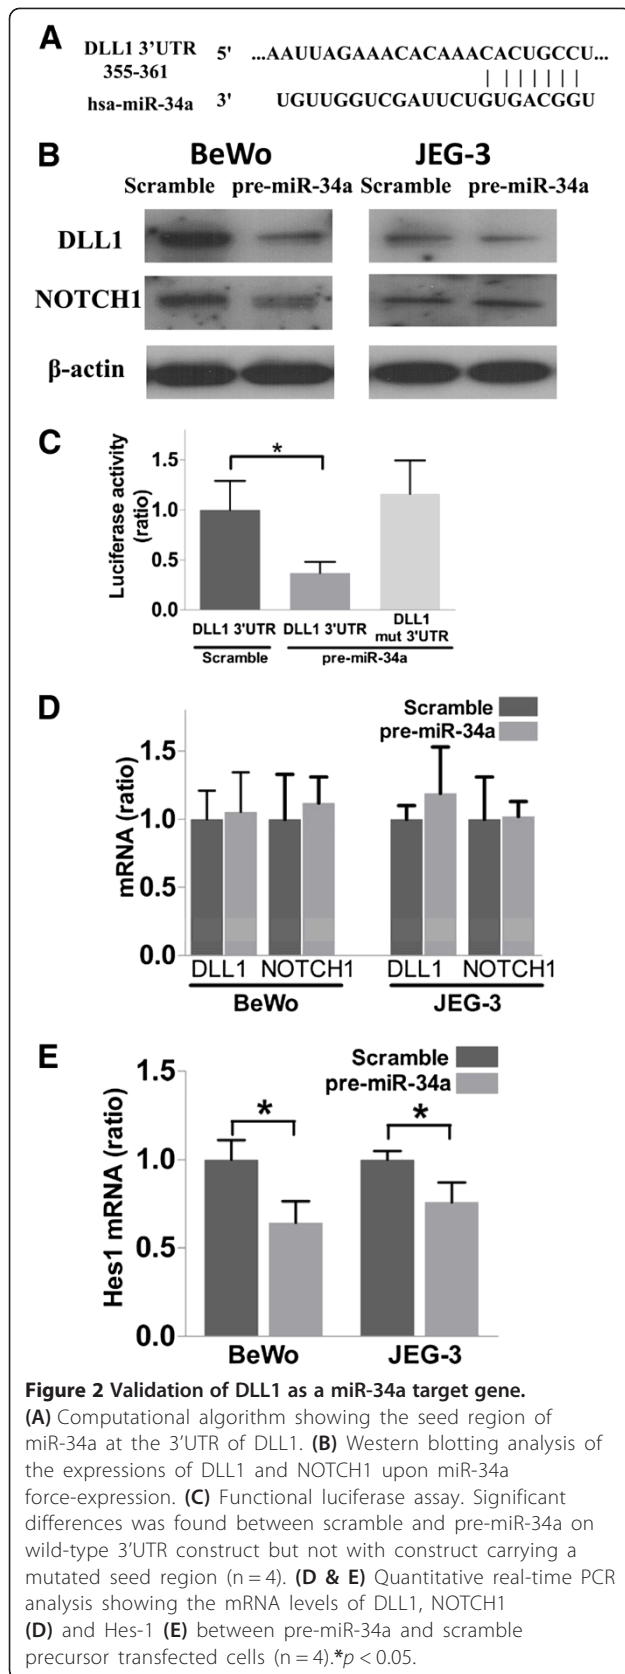 A
DLL1 3'UTR 5' ...AAUUAGAAACACAAACACUGCCU...
355-361
hsa-miR-34a 3' UGUUGGUCGAUUCUGUGACGGU
B
BeWo JEG-3
Scramble pre-miR-34a Scramble pre-miR-34a
DLL1
NOTCH1
β-actin
C
Luciferase activity
(ratio)
1.5
1.0
0.5
0.0
*
DLL1 3'UTR DLL1 3'UTR DLL1
mut 3'UTR
Scramble pre-miR-34a
D
Scramble
pre-miR-34a
mRNA (ratio)
1.5
1.0
0.5
0.0
DLL1 NOTCH1 DLL1 NOTCH1
BeWo JEG-3
E
Scramble
pre-miR-34a
Hes1 mRNA (ratio)
1.5
1.0
0.5
0.0
* *
BeWo JEG-3
Figure 2 Validation of DLL1 as a miR-34a target gene.
(A) Computational algorithm showing the seed region of
miR-34a at the 3'UTR of DLL1. (B) Western blotting analysis of
the expressions of DLL1 and NOTCH1 upon miR-34a
force-expression. (C) Functional luciferase assay. Significant
differences was found between scramble and pre-miR-34a on
wild-type 3'UTR construct but not with construct carrying a
mutated seed region (n = 4). (D & E) Quantitative real-time PCR
analysis showing the mRNA levels of DLL1, NOTCH1
(D) and Hes-1 (E) between pre-miR-34a and scramble
precursor transfected cells (n = 4).*p < 0.05.